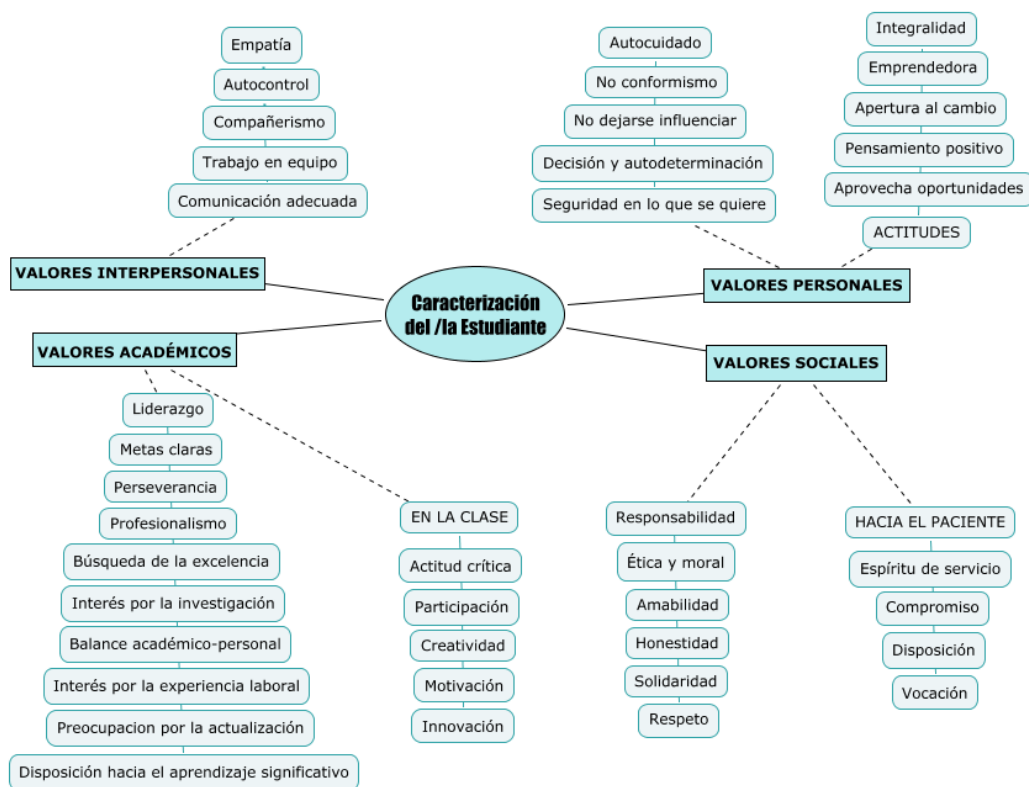 Empatía
Autocontrol
Compañerismo
Trabajo en equipo
Comunicación adecuada
VALORES INTERPERSONALES
Autocuidado
No conformismo
No dejarse influenciar
Decisión y autodeterminación
Seguridad en lo que se quiere
Integralidad
Emprendedora
Apertura al cambio
Pensamiento positivo
Aprovecha oportunidades
ACTITUDES
VALORES PERSONALES
Caracterización
del /la Estudiante
VALORES ACADÉMICOS
Liderazgo
Metas claras
Perseverancia
Profesionalismo
Búsqueda de la excelencia
Interés por la investigación
Balance académico-personal
Interés por la experiencia laboral
Preocupacion por la actualización
Disposición hacia el aprendizaje significativo
EN LA CLASE
Actitud crítica
Participación
Creatividad
Motivación
Innovación
VALORES SOCIALES
Responsabilidad
Ética y moral
Amabilidad
Honestidad
Solidaridad
Respeto
HACIA EL PACIENTE
Espíritu de servicio
Compromiso
Disposición
Vocación